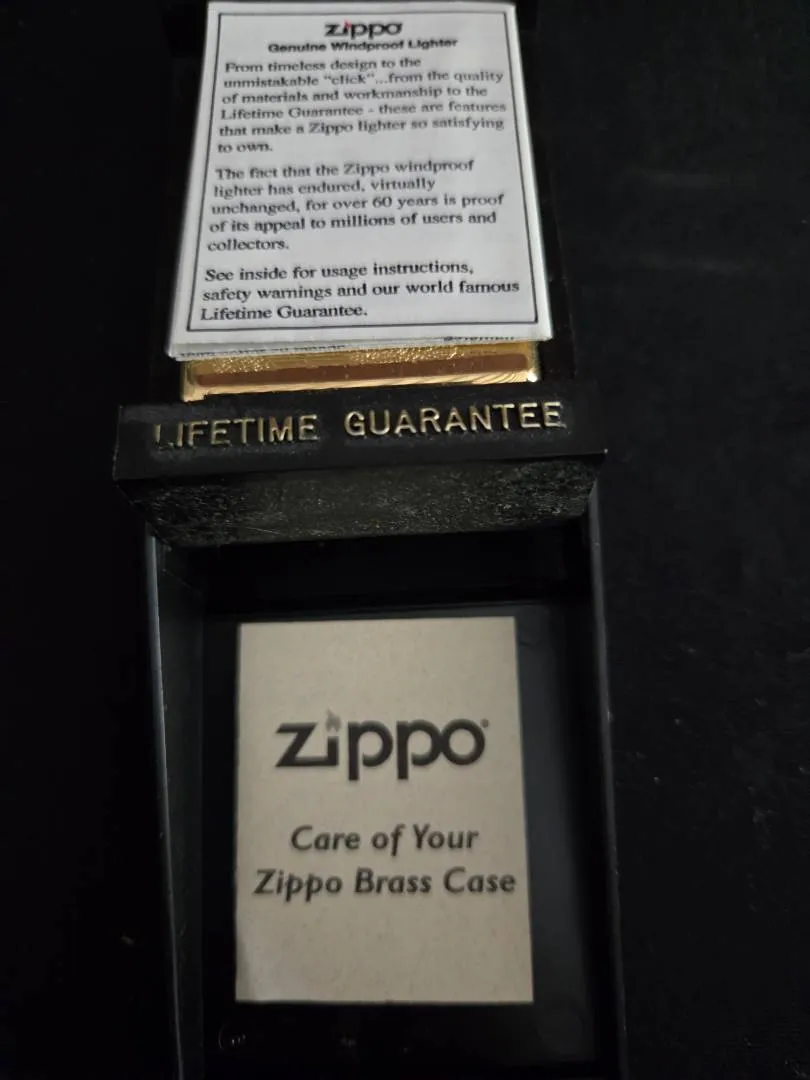 zippo
Genuine Windproof Lighter
From timeless design to the
unmistakable "click"...from the quality
of materials and workmanship to the
Lifetime Guarantee - these are features
that make a Zippo lighter so satisfying
to own.
The fact that the Zippo windproof
lighter has endured, virtually
unchanged, for over 60 years is proof
of its appeal to millions of users and
collectors.
See inside for usage instructions,
safety warnings and our world famous
Lifetime Guarantee.
LIFETIME GUARANTEE
zippo
Care of Your
Zippo Brass Case